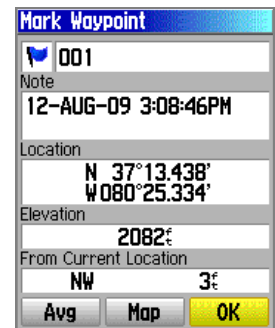 Mark Waypoint
001
Note
12-AUG-09 3:08:46PM
Location
N 37°13.438'
W080°25.334'
Elevation
2082ft
From Current Location
NW 3ft
Avg Map OK